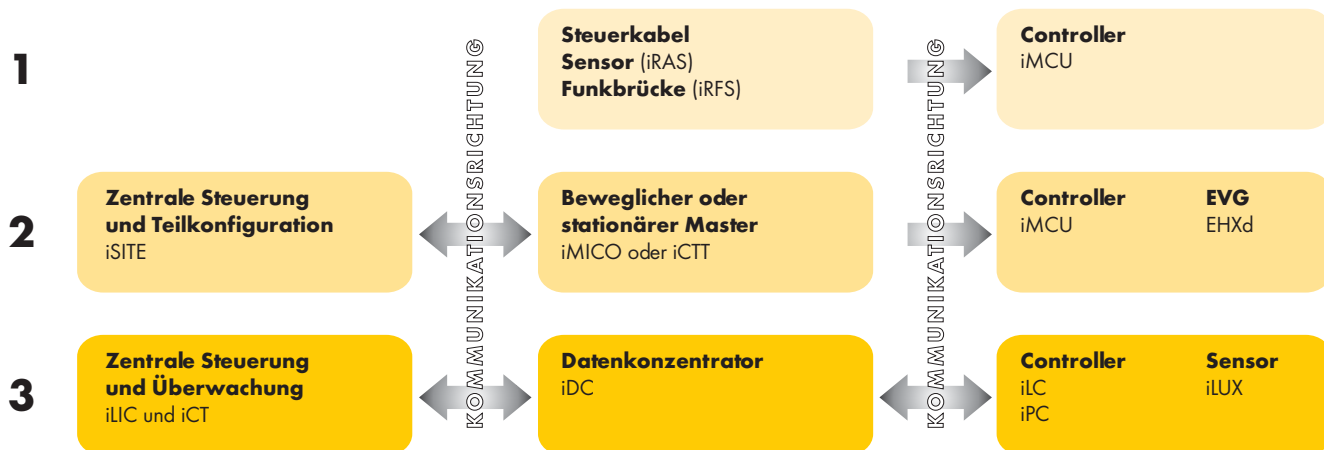 1
Steuerkabel
Sensor (iRAS)
Funkbrücke (iRFS)
Controller
iMCU
2
Zentrale Steuerung
und Teilkonfiguration
iSITE
Beweglicher oder
stationärer Master
iMICO oder iCTT
Controller
iMCU
EVG
EHXd
3
Zentrale Steuerung
und Überwachung
iLIC und iCT
Datenkonzentrator
iDC
Controller
iLC
iPC
Sensor
iLUX
KOMMUNIKATIONSRICHTUNG
KOMMUNIKATIONSRICHTUNG